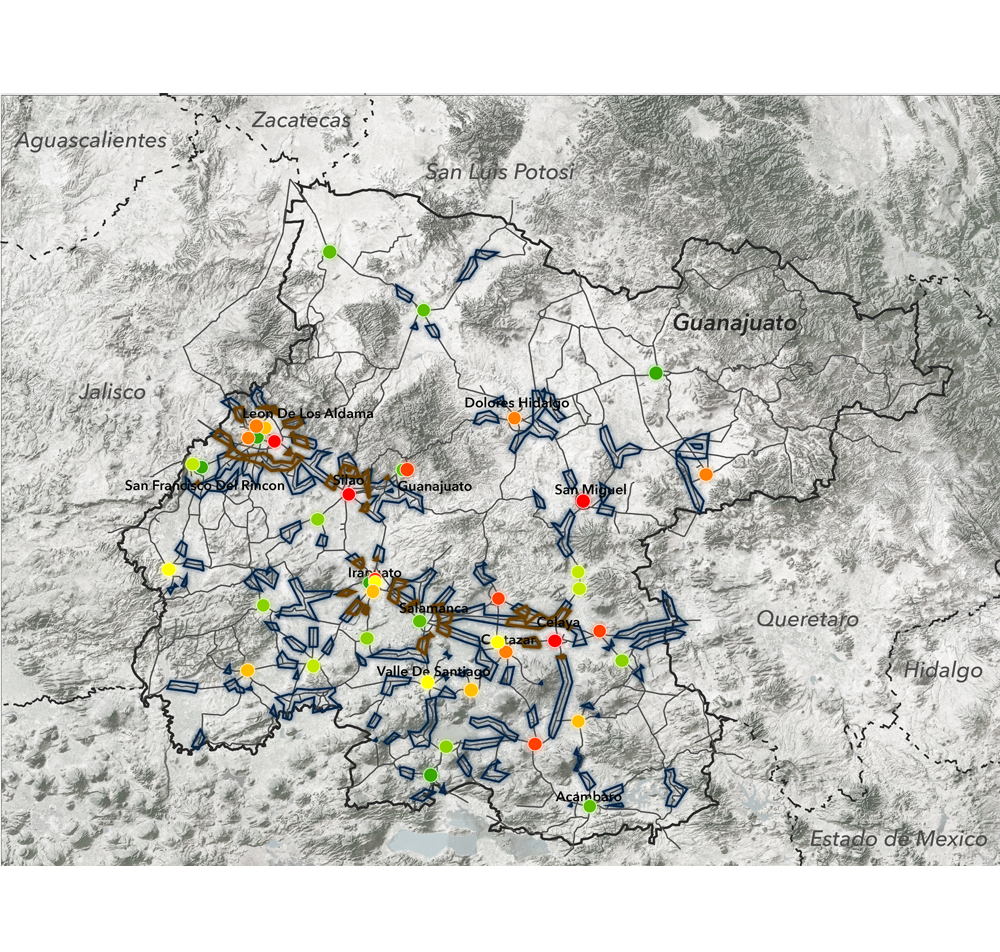 Zacatecas
Aguascalientes
San Luis Potosi
Guanajuato
Jalisco
Dolores Hidalgo
Leon De Los Aldama
San Francisco Del Rincon
Silao
Guanajuato
San Miguel
Irapuato
Salamanca
Celaya
Queretaro
Cortazar
Valle De Santiago
Hidalgo
Acambaro
Estado de Mexico